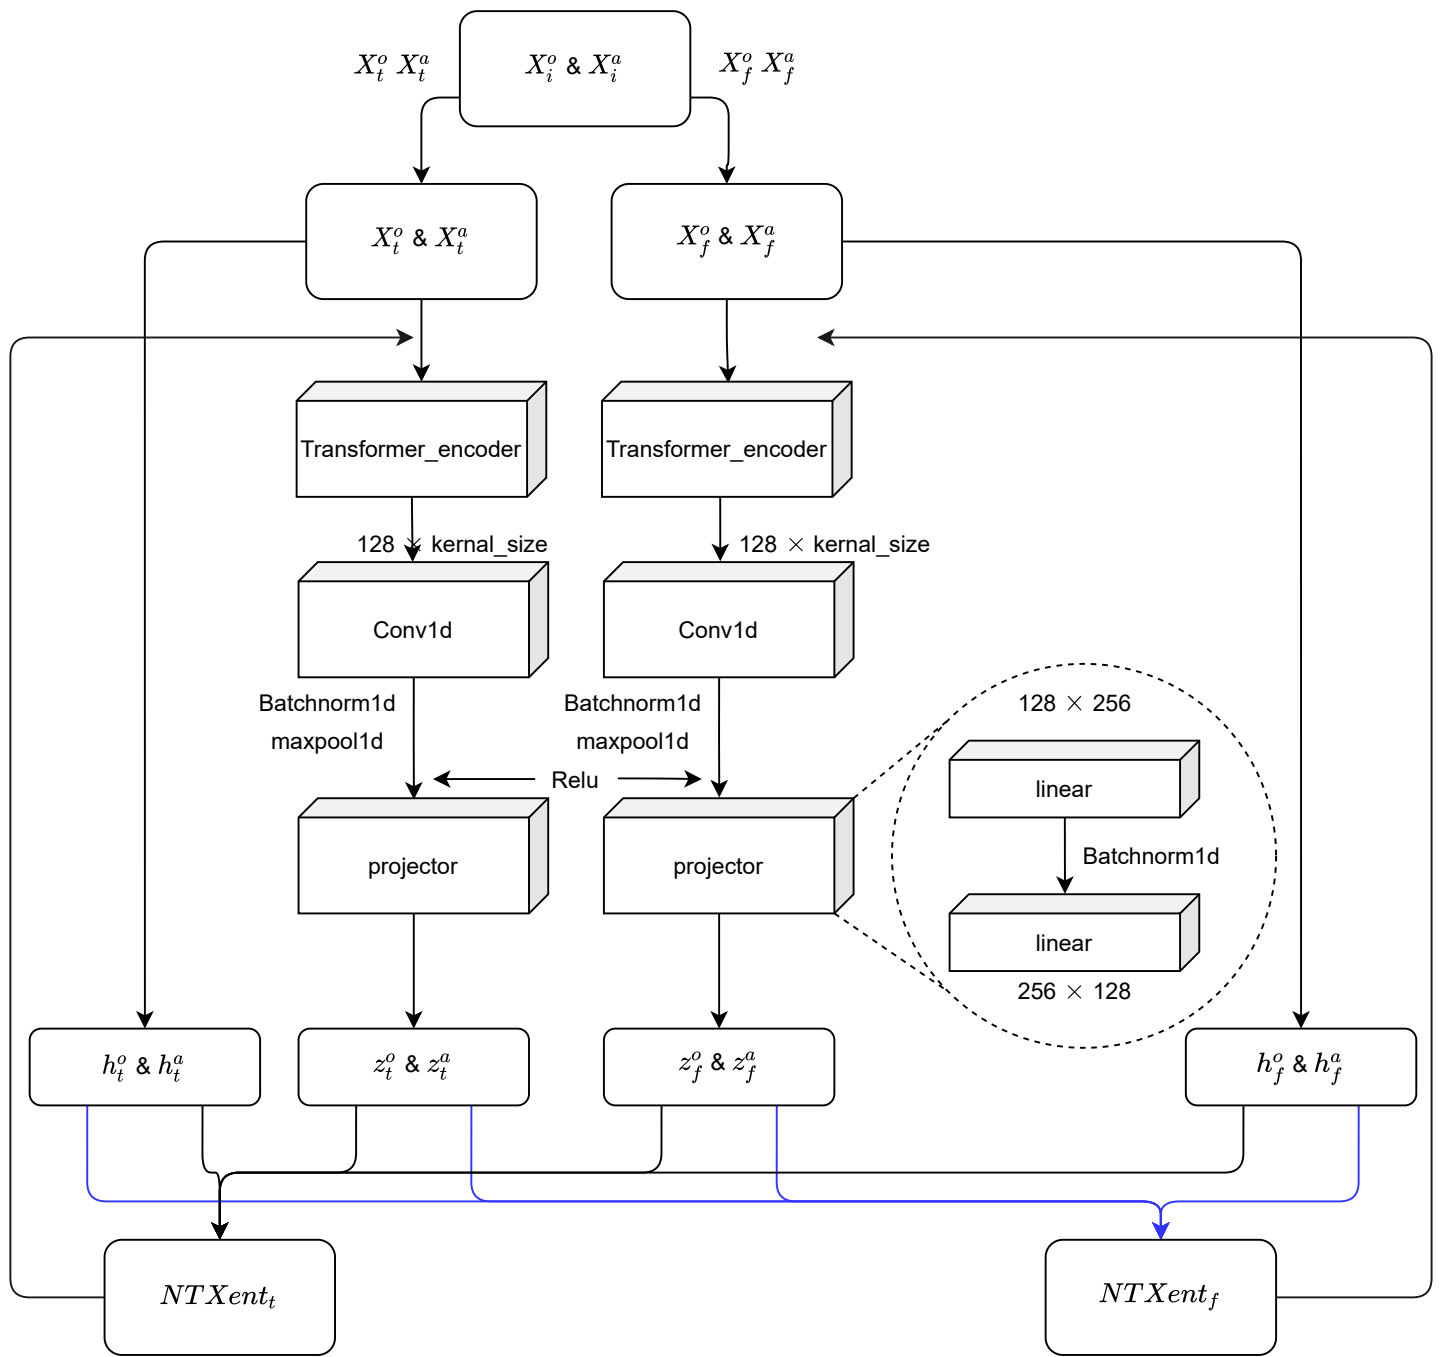 $X_t^o$ $X_t^a$
$X_i^o$ & $X_i^a$
$X_f^o$ $X_f^a$
$X_t^o$ & $X_t^a$
$X_f^o$ & $X_f^a$
Transformer_encoder
Transformer_encoder
128 × kernal_size
128 × kernal_size
Conv1d
Conv1d
Batchnorm1d
maxpool1d
Batchnorm1d
maxpool1d
Relu
projector
projector
128 × 256
linear
Batchnorm1d
linear
256 × 128
$h_t^o$ & $h_t^a$
$z_t^o$ & $z_t^a$
$z_f^o$ & $z_f^a$
$h_f^o$ & $h_f^a$
$NTXent_t$
$NTXent_f$